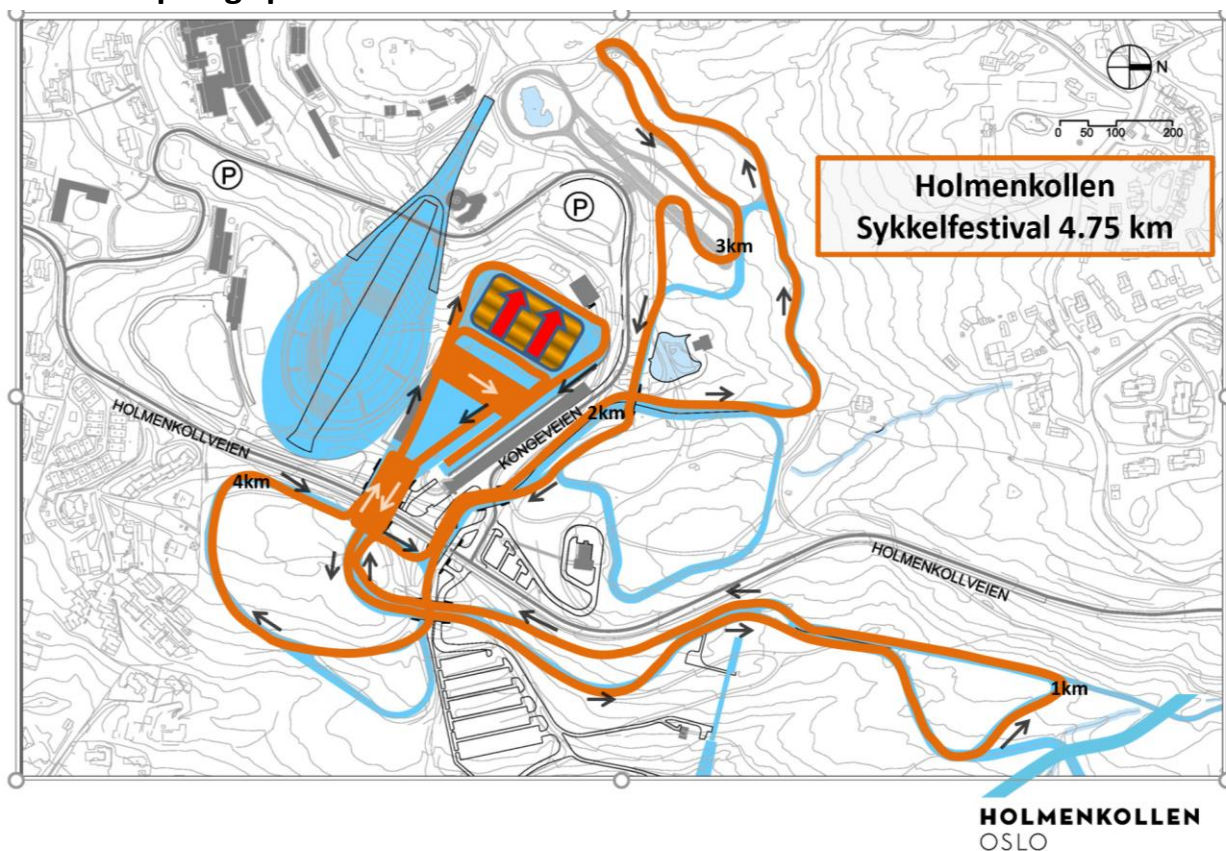 N
0 50 100 200
Holmenkollen
Sykkelfestival 4.75 km
P
P
3km
HOLMENKOLLVEIEN
2km
KONGEVEIEN
4km
HOLMENKOLLVEIEN
1km
HOLMENKOLLEN
OSLO